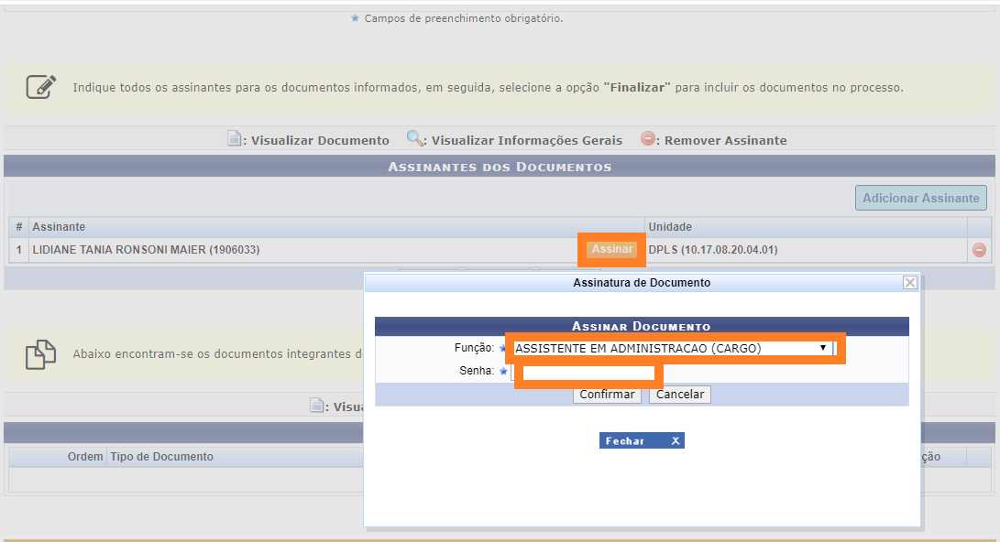 Campos de preenchimento obrigatório.
Indique todos os assinantes para os documentos informados, em seguida, selecione a opção "Finalizar" para incluir os documentos no processo.
: Visualizar Documento : Visualizar Informações Gerais : Remover Assinante
ASSINANTES DOS DOCUMENTOS
Adicionar Assinante
# Assinante Unidade
1 LIDIANE TANIA RONSONI MAIER (1906033) Assinar DPLS (10.17.08.20.04.01)
Assinatura de Documento
ASSINAR DOCUMENTO
Função: ASSISTENTE EM ADMINISTRACAO (CARGO)
Senha:
Confirmar Cancelar
Fechar X
Abaixo encontram-se os documentos integrantes
: Visu
Ordem Tipo de Documento
ção